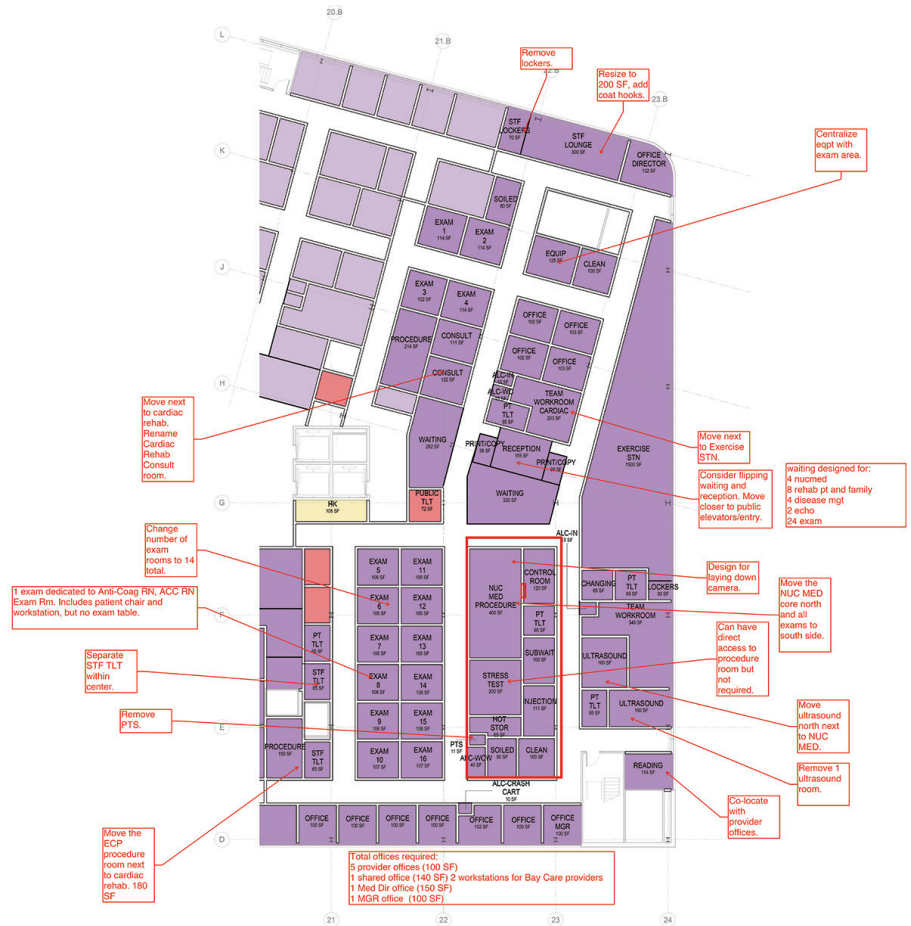 20.B
L
21.B
Remove
lockers.
22.B
Resize to
200 SF, add
coat hooks.
23.B
STF
LOCKERS
70 SF
STF
LOUNGE
300 SF
Centralize
eqpt with
exam area.
K
OFFICE
DIRECTOR
132 SF
SOILED
80 SF
EXAM
1
114 SF
EXAM
2
114 SF
EQUIP
125 SF
CLEAN
100 SF
J
EXAM
3
102 SF
EXAM
4
114 SF
PROCEDURE
214 SF
CONSULT
111 SF
CONSULT
122 SF
OFFICE
102 SF
OFFICE
103 SF
OFFICE
102 SF
OFFICE
103 SF
ALC-IN
ALC-WC
PT
TLT
65 SF
TEAM
WORKROOM
CARDIAC
200 SF
H
Move next
to cardiac
rehab.
Rename
Cardiac
Rehab
Consult
room.
WAITING
262 SF
PRINT/COPY
38 SF
RECEPTION
PRINT/COPY
EXERCISE
STN
1500 SF
Move next
to Exercise
STN.
Consider flipping
waiting and
reception. Move
closer to public
elevators/entry.
waiting designed for:
4 nucmed
8 rehab pt and family
4 disease mgt
2 echo
24 exam
WAITING
320 SF
G
HK
108 SF
PUBLIC
TLT
72 SF
Change
number of
exam
rooms to 14
total.
ALC-IN
5 SF
EXAM
5
106 SF
EXAM
11
106 SF
EXAM
6
EXAM
12
106 SF
EXAM
7
106 SF
EXAM
13
106 SF
EXAM
8
106 SF
EXAM
14
106 SF
EXAM
9
106 SF
EXAM
15
106 SF
EXAM
10
107 SF
EXAM
16
107 SF
NUC
MED
PROCEDURE
400 SF
CONTROL
ROOM
120 SF
PT
TLT
65 SF
SUBWAIT
100 SF
STRESS
TEST
200 SF
INJECTION
111 SF
HOT
STOR
PTS
11 SF
ALC-WOW
40 SF
SOILED
90 SF
CLEAN
100 SF
CHANGING
65 SF
PT
TLT
65 SF
LOCKERS
30 SF
TEAM
WORKROOM
349 SF
ULTRASOUND
160 SF
PT
TLT
65 SF
ULTRASOUND
160 SF
Design for
laying down
camera.
Move the
NUC MED
core north
and all
exams to
south side.
1 exam dedicated to Anti-Coag RN, ACC RN
Exam Rm. Includes patient chair and
workstation, but no exam table.
F
PT
TLT
65 SF
Can have
direct
access to
procedure
room but
not
required.
Separate
STF TLT
within
center.
STF
TLT
65 SF
Remove
PTS.
E
Move
ultrasound
north next
to NUC
MED.
PROCEDURE
150 SF
STF
TLT
65 SF
READING
Remove 1
ultrasound
room.
ALC-CRASH
CART
10 SF
Co-locate
with
provider
offices.
Move the
ECP
procedure
room next
to cardiac
rehab. 180
SF
OFFICE
100 SF
OFFICE
100 SF
OFFICE
100 SF
OFFICE
100 SF
OFFICE
102 SF
OFFICE
100 SF
OFFICE
MGR
100 SF
D
Total offices required:
5 provider offices (100 SF)
1 shared office (140 SF) 2 workstations for Bay Care providers
1 Med Dir office (150 SF)
1 MGR office (100 SF)
21
22
23
24